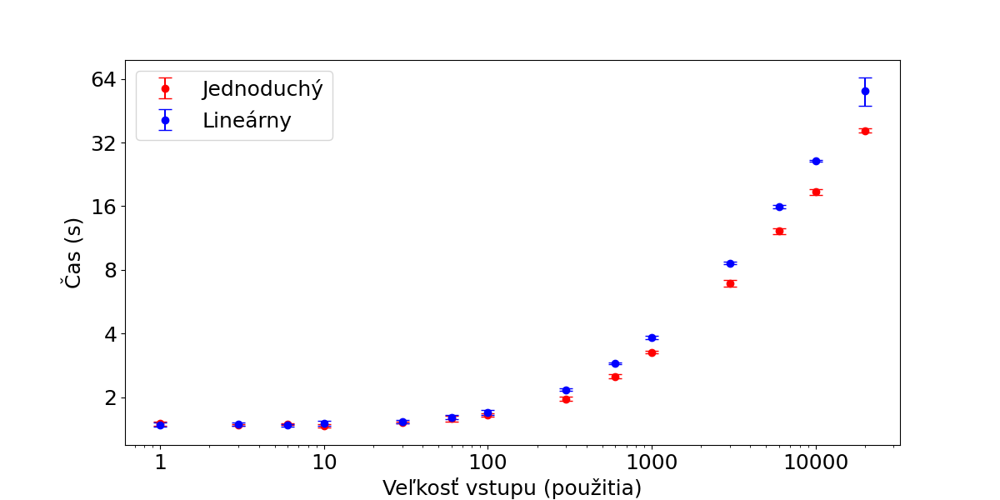 Jednoduchý
Lineárny
64
32
16
8
4
2
Čas (s)
1 10 100 1000 10000
Veľkosť vstupu (použitia)